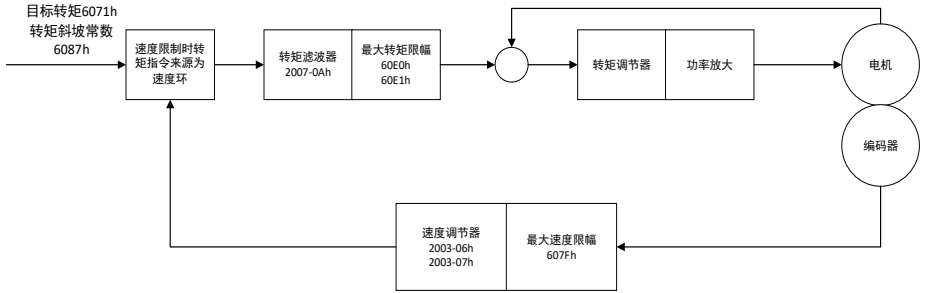 目标转矩6071h
转矩斜坡常数
6087h
速度限制时转
矩指令来源为
速度环
转矩滤波器
2007-0Ah
最大转矩限幅
60E0h
60E1h
转矩调节器
功率放大
电机
编码器
速度调节器
2003-06h
2003-07h
最大速度限幅
607Fh